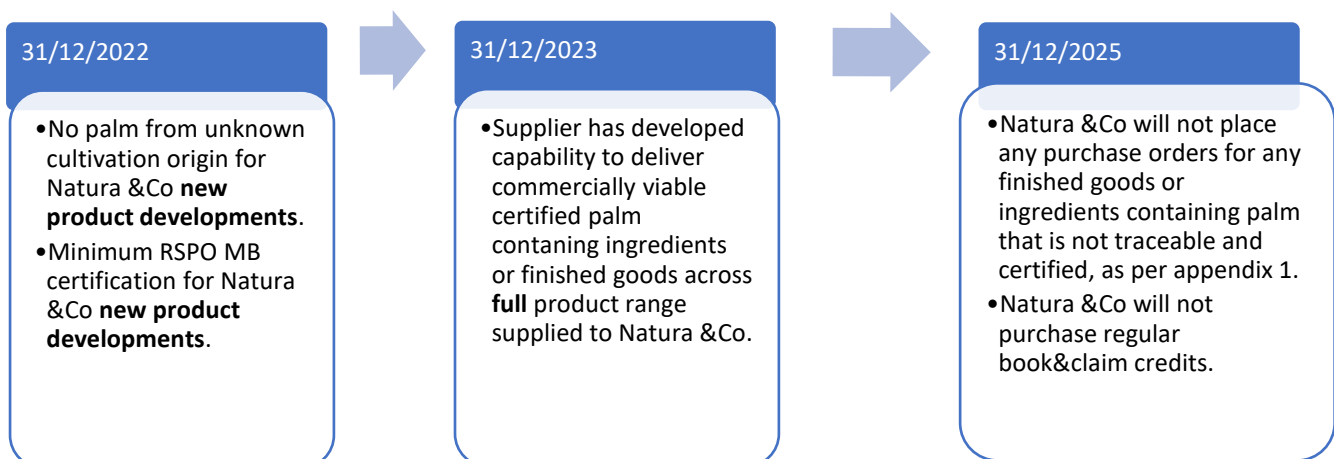 31/12/2022
•No palm from unknown
cultivation origin for
Natura &Co new
product developments.
•Minimum RSPO MB
certification for Natura
&Co new product
developments.
31/12/2023
•Supplier has developed
capability to deliver
commercially viable
certified palm
contaning ingredients
or finished goods across
full product range
supplied to Natura &Co.
31/12/2025
•Natura &Co will not place
any purchase orders for any
finished goods or
ingredients containing palm
that is not traceable and
certified, as per appendix 1.
•Natura &Co will not
purchase regular
book&claim credits.